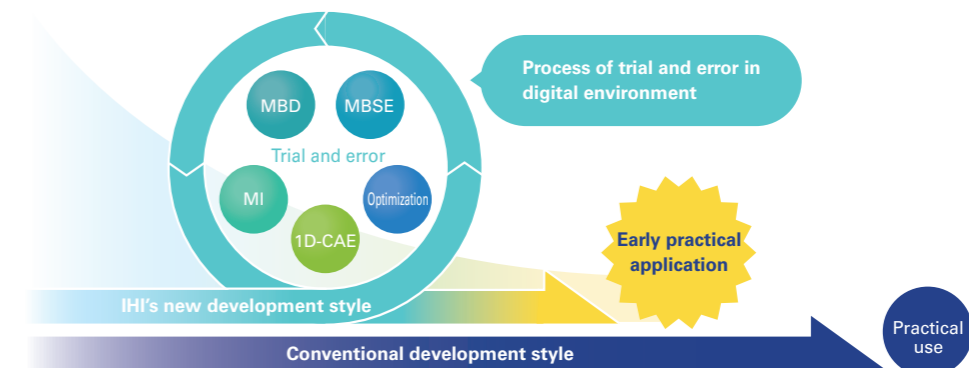 Process of trial and error in
digital environment
MBD
MBSE
Trial and error
MI
Optimization
1D-CAE
Early practical
application
IHI's new development style
Conventional development style
Practical
use